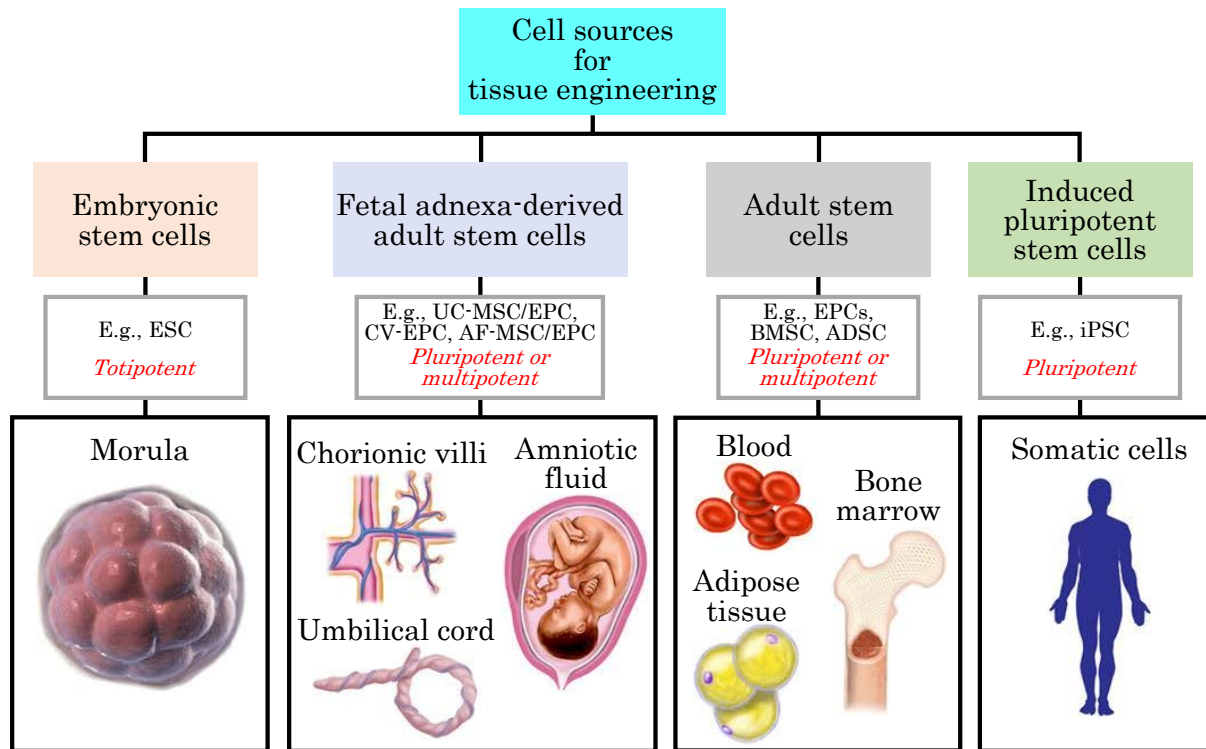 Cell sources
for
tissue engineering
Embryonic
stem cells
Fetal adnexa-derived
adult stem cells
Adult stem
cells
Induced
pluripotent
stem cells
E.g., ESC
Totipotent
E.g., UC-MSC/EPC,
CV-EPC, AF-MSC/EPC
Pluripotent or
multipotent
E.g., EPCs,
BMSC, ADSC
Pluripotent or
multipotent
E.g., iPSC
Pluripotent
Morula
Chorionic villi
Amniotic
fluid
Umbilical cord
Blood
Bone
marrow
Adipose
tissue
Somatic cells